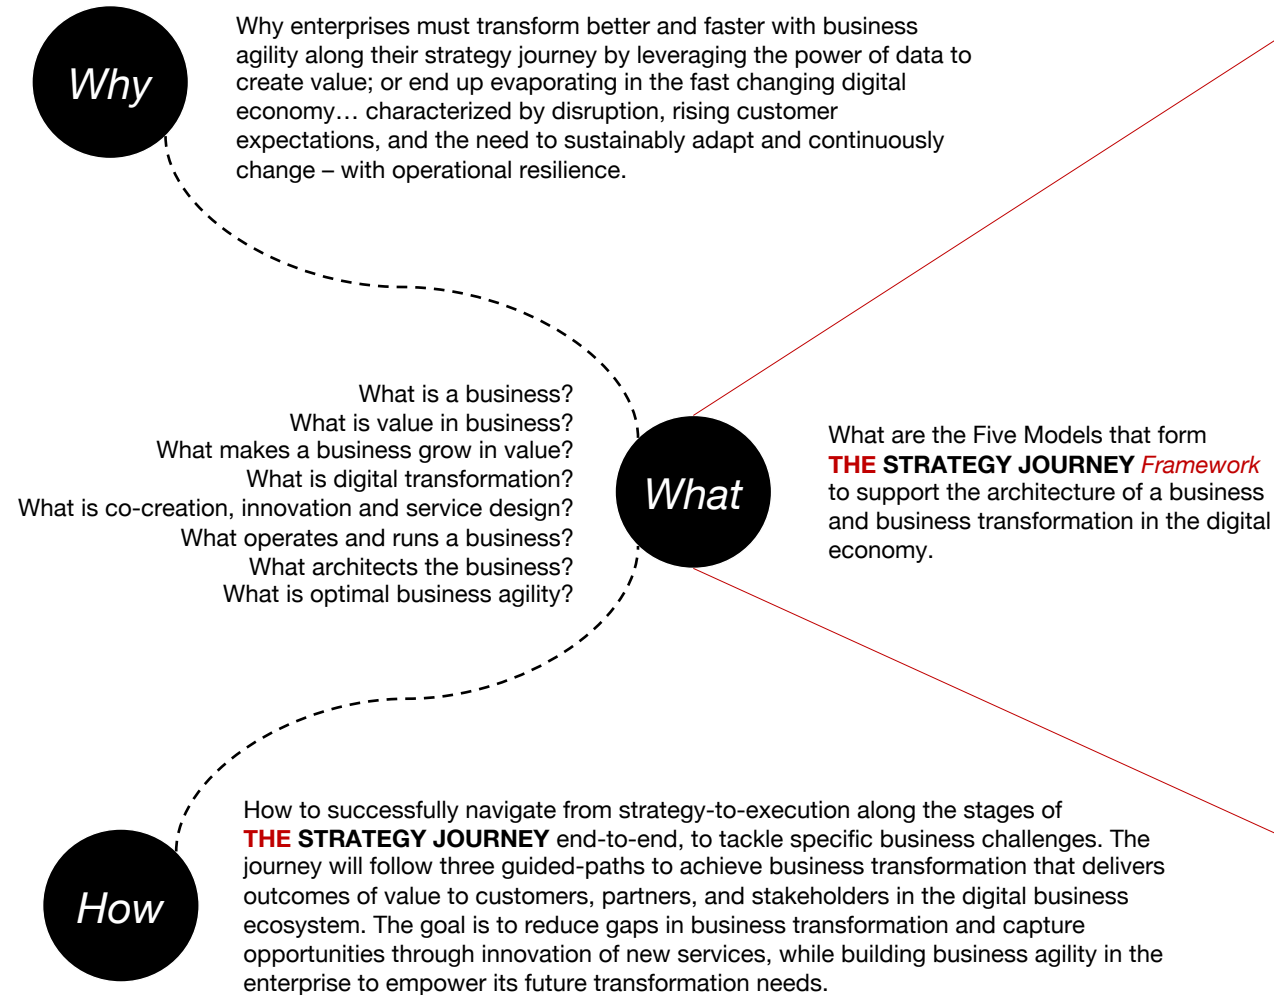 Why
Why enterprises must transform better and faster with business
agility along their strategy journey by leveraging the power of data to
create value; or end up evaporating in the fast changing digital
economy… characterized by disruption, rising customer
expectations, and the need to sustainably adapt and continuously
change – with operational resilience.
What is a business?
What is value in business?
What makes a business grow in value?
What is digital transformation?
What is co-creation, innovation and service design?
What operates and runs a business?
What architects the business?
What is optimal business agility?
What
What are the Five Models that form
THE STRATEGY JOURNEY Framework
to support the architecture of a business
and business transformation in the digital
economy.
How
How to successfully navigate from strategy-to-execution along the stages of
THE STRATEGY JOURNEY end-to-end, to tackle specific business challenges. The
journey will follow three guided-paths to achieve business transformation that delivers
outcomes of value to customers, partners, and stakeholders in the digital business
ecosystem. The goal is to reduce gaps in business transformation and capture
opportunities through innovation of new services, while building business agility in the
enterprise to empower its future transformation needs.